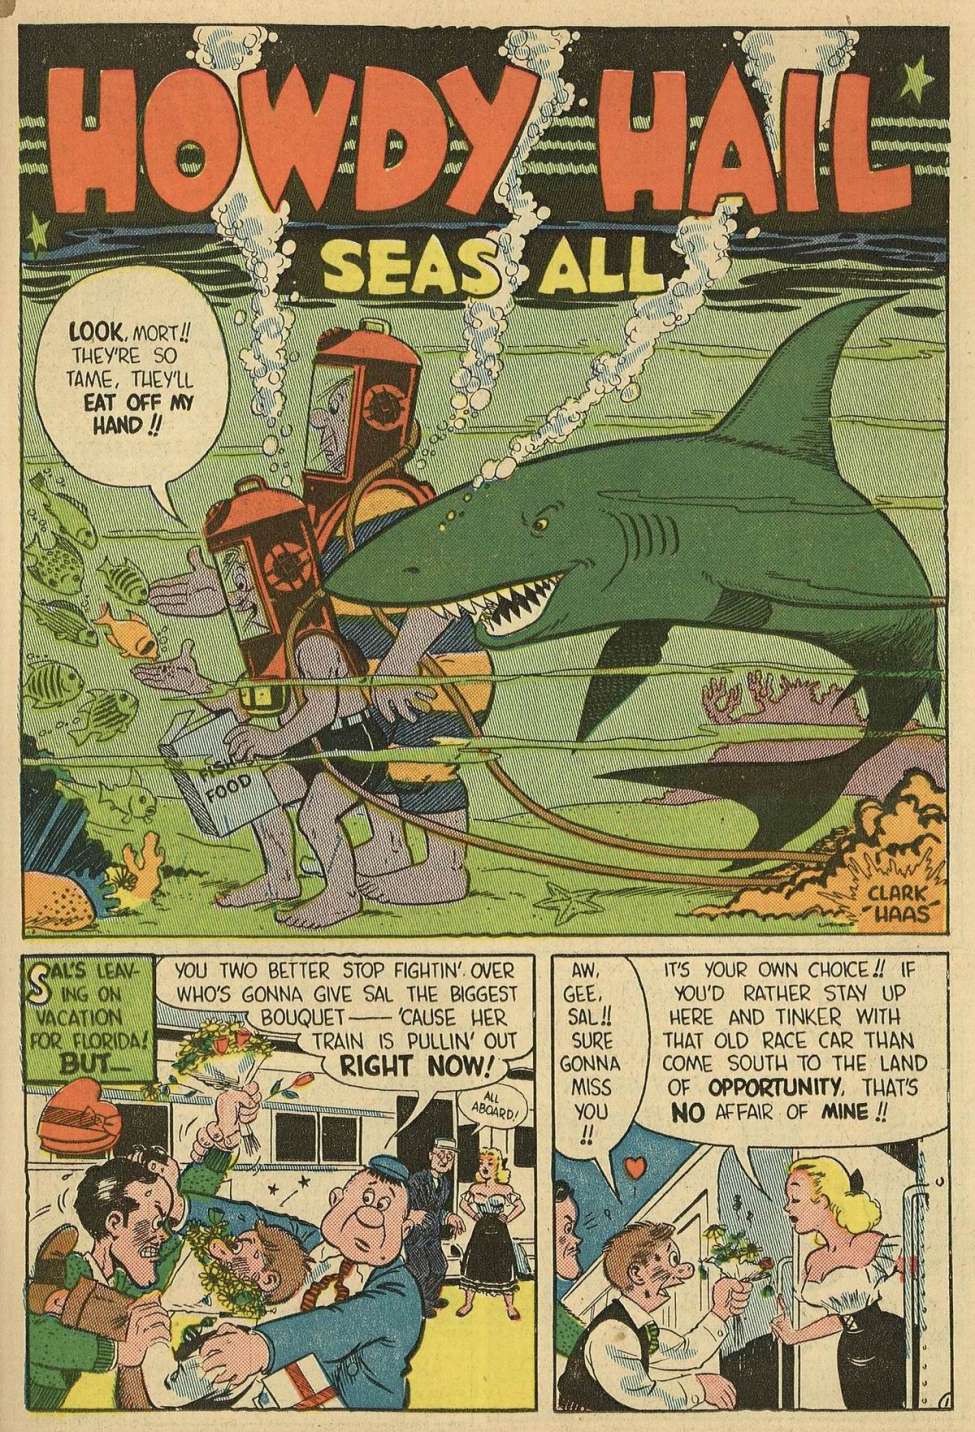 HOWDY HAIL
SEAS ALL
LOOK, MORT!!
THEY'RE SO
TAME, THEY'LL
EAT OFF MY
HAND!!
FISH
FOOD
CLARK
HAAS
SAL'S LEAV-
ING ON
VACATION
FOR FLORIDA!
BUT—
YOU TWO BETTER STOP FIGHTIN' OVER
WHO'S GONNA GIVE SAL THE BIGGEST
BOUQUET—— 'CAUSE HER
TRAIN IS PULLIN' OUT
RIGHT NOW!
ALL
ABOARD!
AW,
GEE,
SAL!!
SURE
GONNA
MISS
YOU
!!
IT'S YOUR OWN CHOICE!! IF
YOU'D RATHER STAY UP
HERE AND TINKER WITH
THAT OLD RACE CAR THAN
COME SOUTH TO THE LAND
OF OPPORTUNITY, THAT'S
NO AFFAIR OF MINE!!
1